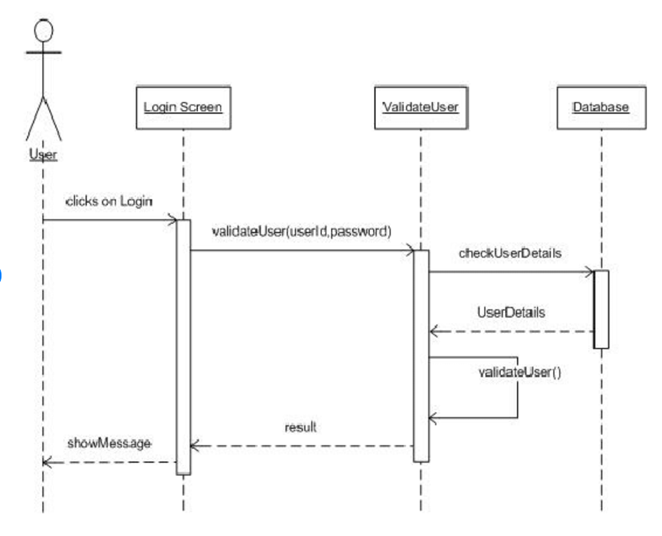 Login Screen
ValidateUser
Database
User
clicks on Login
validateUser(userId,password)
checkUserDetails
UserDetails
validateUser()
result
showMessage